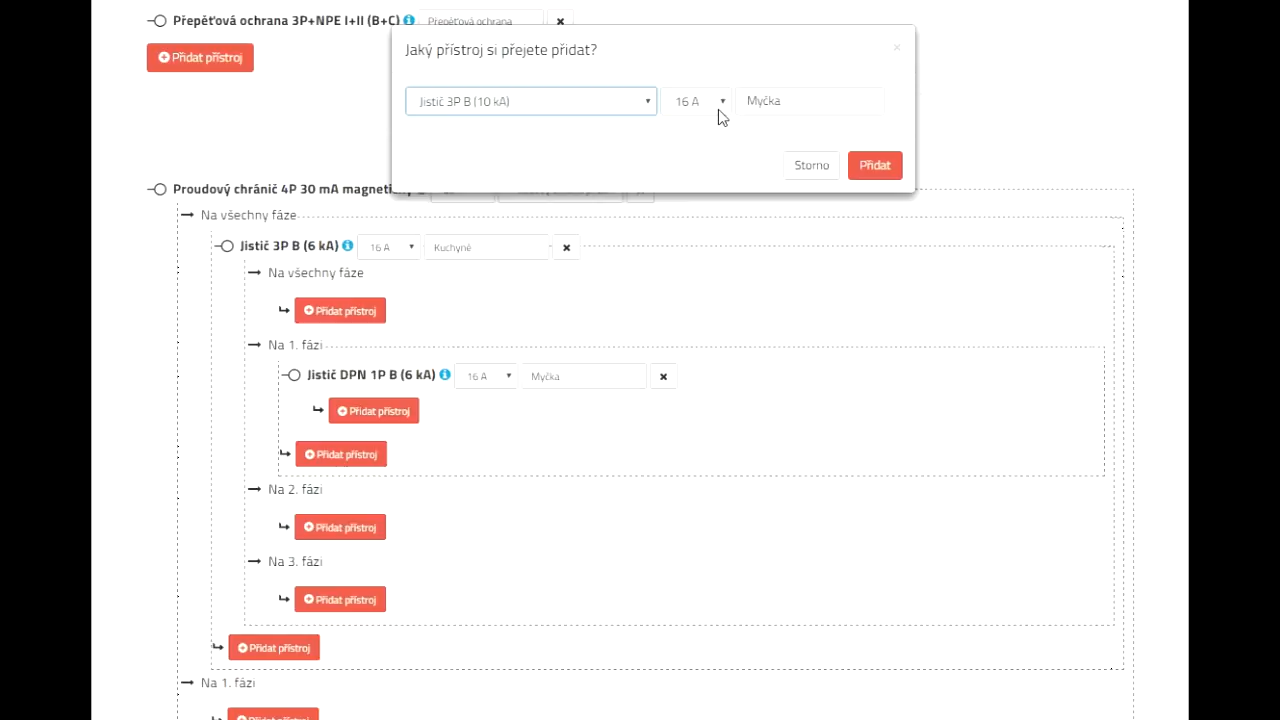 Přepěťová ochrana 3P+NPE I+II (B+C) Přepěťová ochrana
Přidat přístroj
Jaký přístroj si přejete přidat?
Jistič 3P B (10 kA) 16 A Myčka
Storno Přidat
Proudový chránič 4P 30 mA
Na všechny fáze
Jistič 3P B (6 kA) 16 A Kuchyně
Na všechny fáze
Přidat přístroj
Na 1. fázi
Jistič DPN 1P B (6 kA) 16 A Myčka
Přidat přístroj
Přidat přístroj
Na 2. fázi
Přidat přístroj
Na 3. fázi
Přidat přístroj
Přidat přístroj
Na 1. fázi
Přidat přístroj